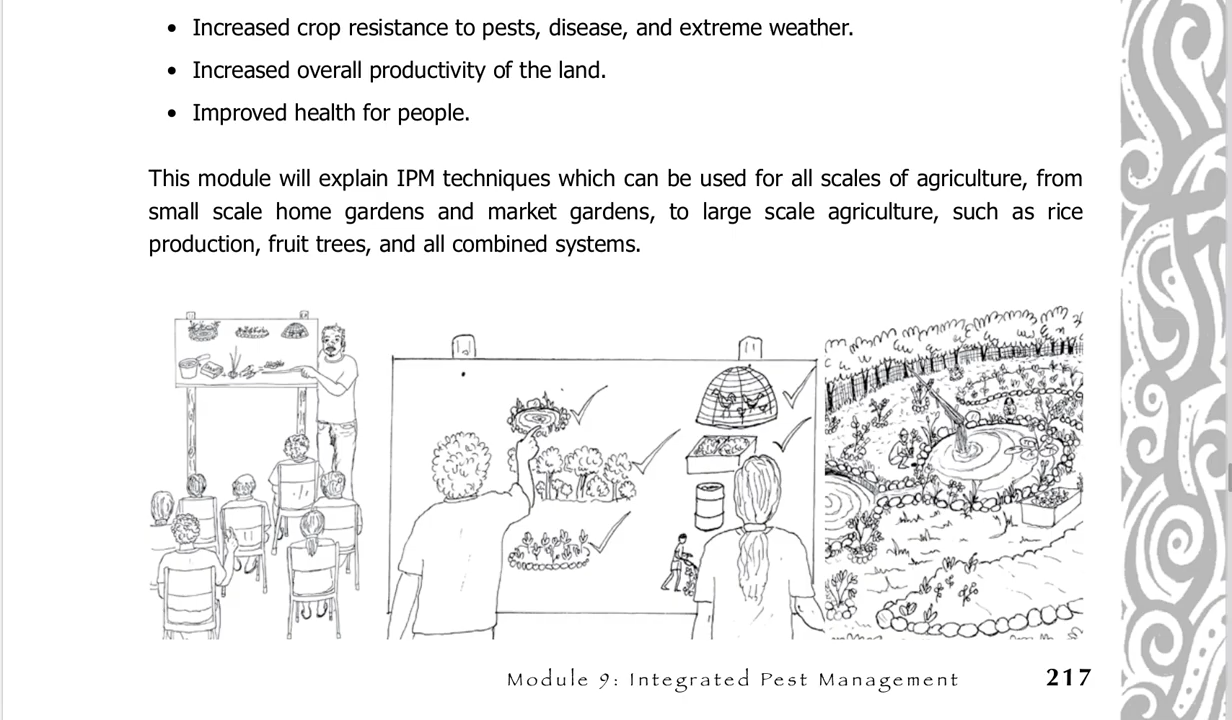 • Increased crop resistance to pests, disease, and extreme weather.
• Increased overall productivity of the land.
• Improved health for people.
This module will explain IPM techniques which can be used for all scales of agriculture, from
small scale home gardens and market gardens, to large scale agriculture, such as rice
production, fruit trees, and all combined systems.
Module 9: Integrated Pest Management 217